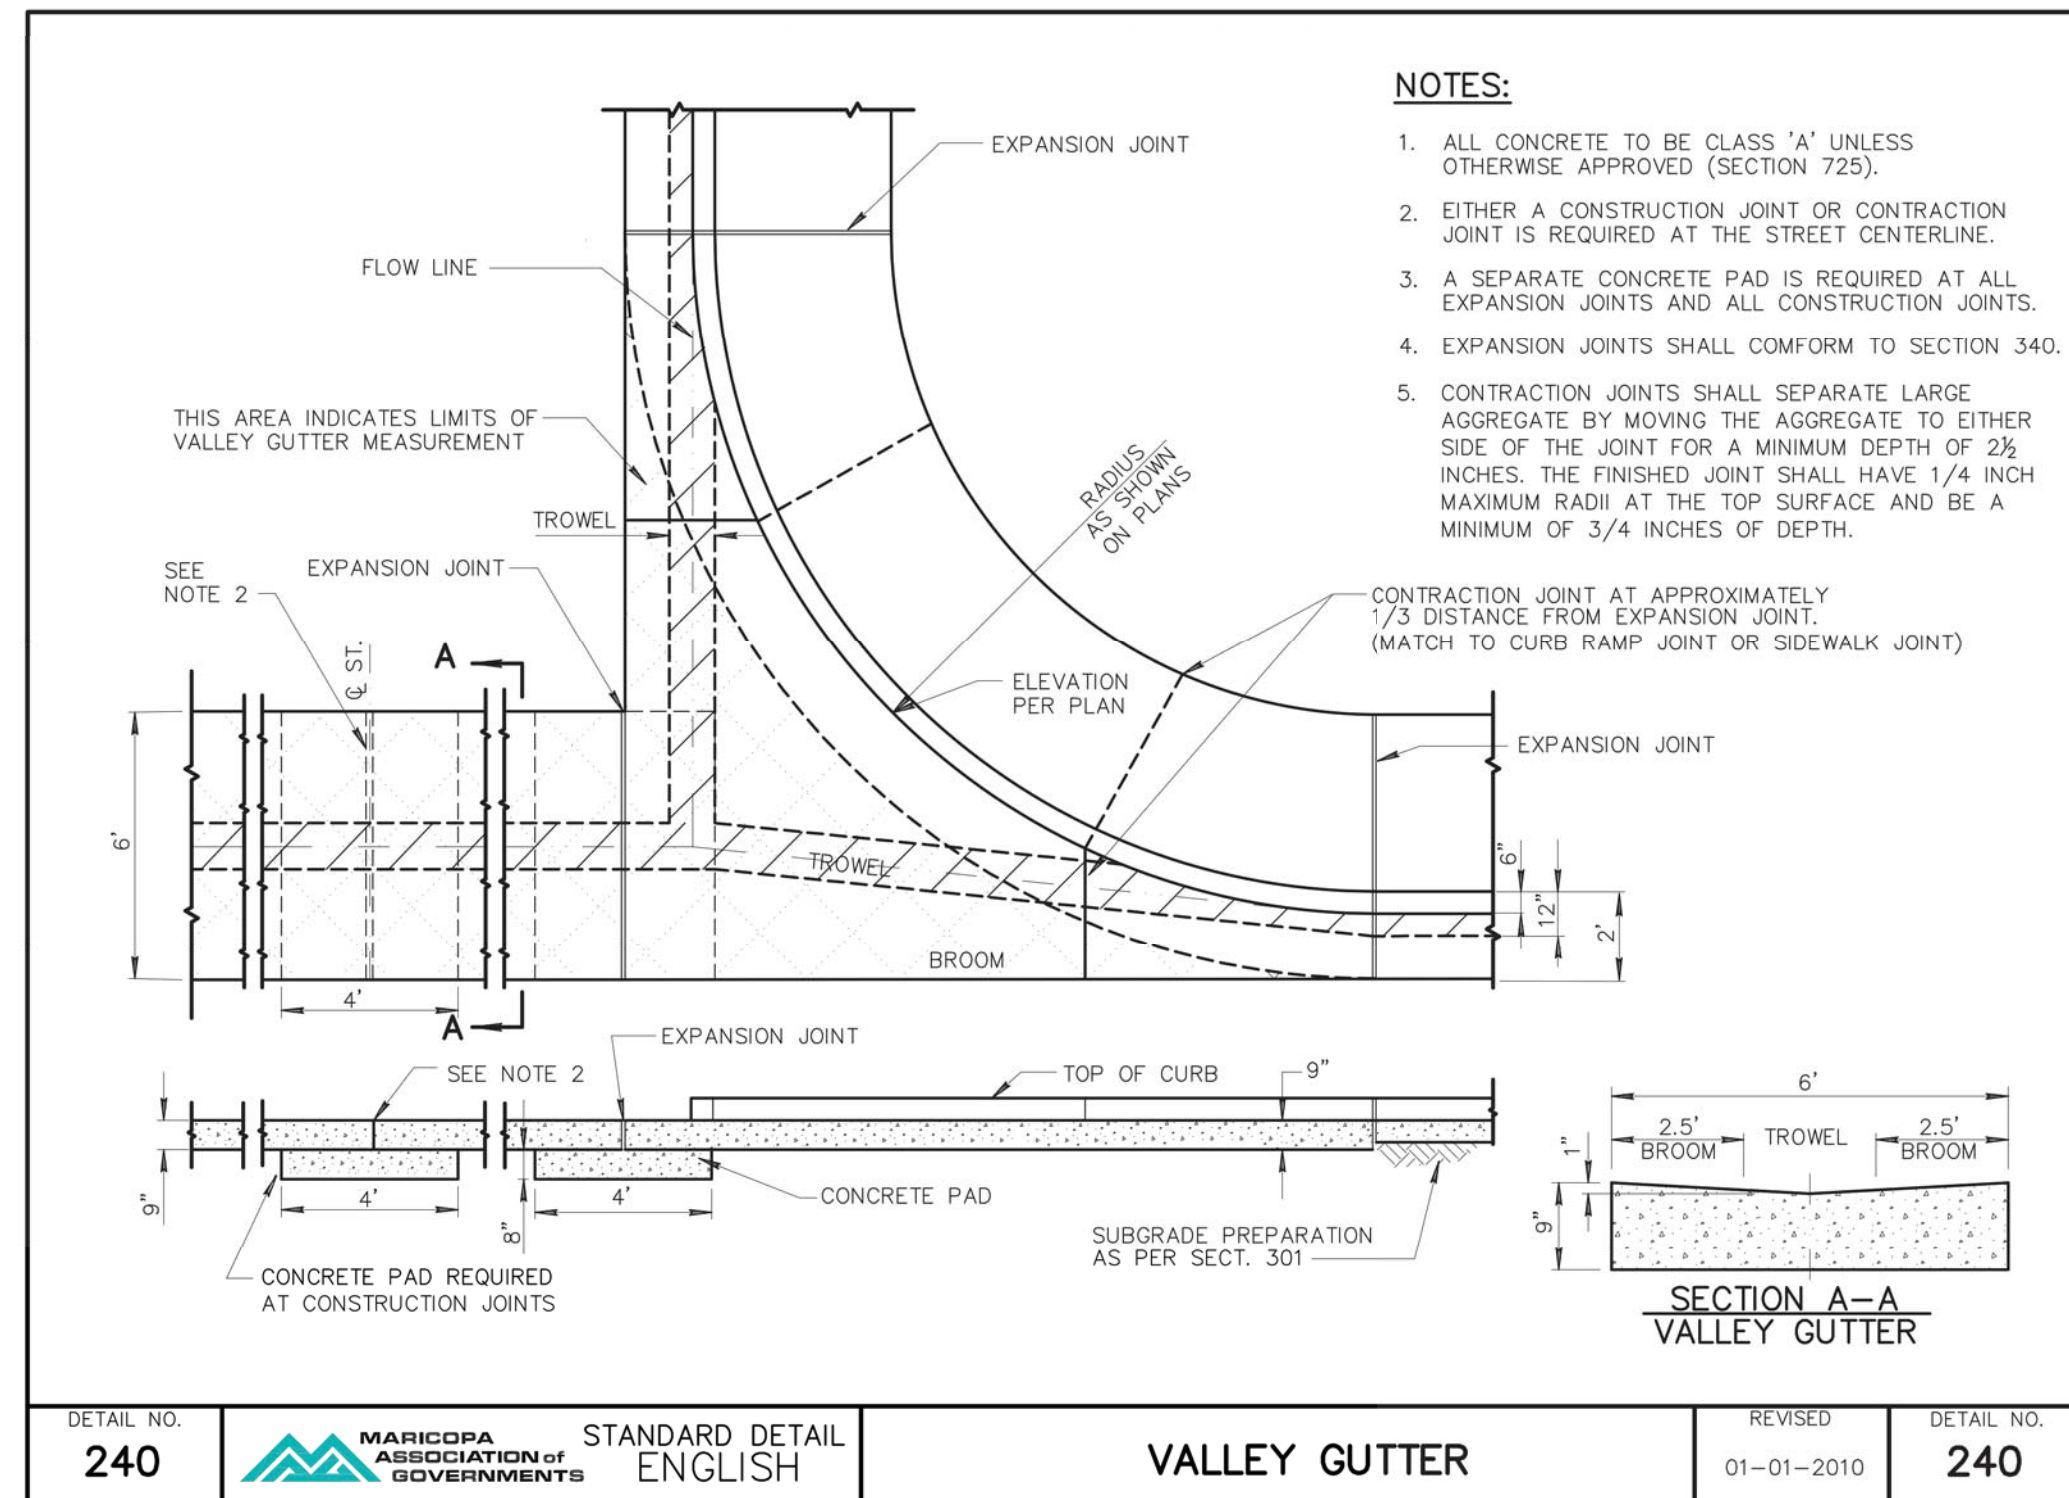 NOTES:
1. ALL CONCRETE TO BE CLASS 'A' UNLESS
OTHERWISE APPROVED (SECTION 725).
2. EITHER A CONSTRUCTION JOINT OR CONTRACTION
JOINT IS REQUIRED AT THE STREET CENTERLINE.
3. A SEPARATE CONCRETE PAD IS REQUIRED AT ALL
EXPANSION JOINTS AND ALL CONSTRUCTION JOINTS.
4. EXPANSION JOINTS SHALL COMFORM TO SECTION 340.
5. CONTRACTION JOINTS SHALL SEPARATE LARGE
AGGREGATE BY MOVING THE AGGREGATE TO EITHER
SIDE OF THE JOINT FOR A MINIMUM DEPTH OF 2½
INCHES. THE FINISHED JOINT SHALL HAVE 1/4 INCH
MAXIMUM RADII AT THE TOP SURFACE AND BE A
MINIMUM OF 3/4 INCHES OF DEPTH.
EXPANSION JOINT
FLOW LINE
THIS AREA INDICATES LIMITS OF
VALLEY GUTTER MEASUREMENT
TROWEL
RADIUS
AS SHOWN
ON PLANS
SEE
NOTE 2
EXPANSION JOINT
CONTRACTION JOINT AT APPROXIMATELY
1/3 DISTANCE FROM EXPANSION JOINT.
(MATCH TO CURB RAMP JOINT OR SIDEWALK JOINT)
℄ ST.
A
ELEVATION
PER PLAN
EXPANSION JOINT
6'
TROWEL
6"
12"
2'
BROOM
4'
A
EXPANSION JOINT
SEE NOTE 2
TOP OF CURB
9"
9"
4'
8"
4'
CONCRETE PAD
SUBGRADE PREPARATION
AS PER SECT. 301
CONCRETE PAD REQUIRED
AT CONSTRUCTION JOINTS
6'
2.5'
BROOM
TROWEL
2.5'
BROOM
1"
9"
SECTION A-A
VALLEY GUTTER
DETAIL NO.
240
MARICOPA
ASSOCIATION of
GOVERNMENTS
STANDARD DETAIL
ENGLISH
VALLEY GUTTER
REVISED
01-01-2010
DETAIL NO.
240